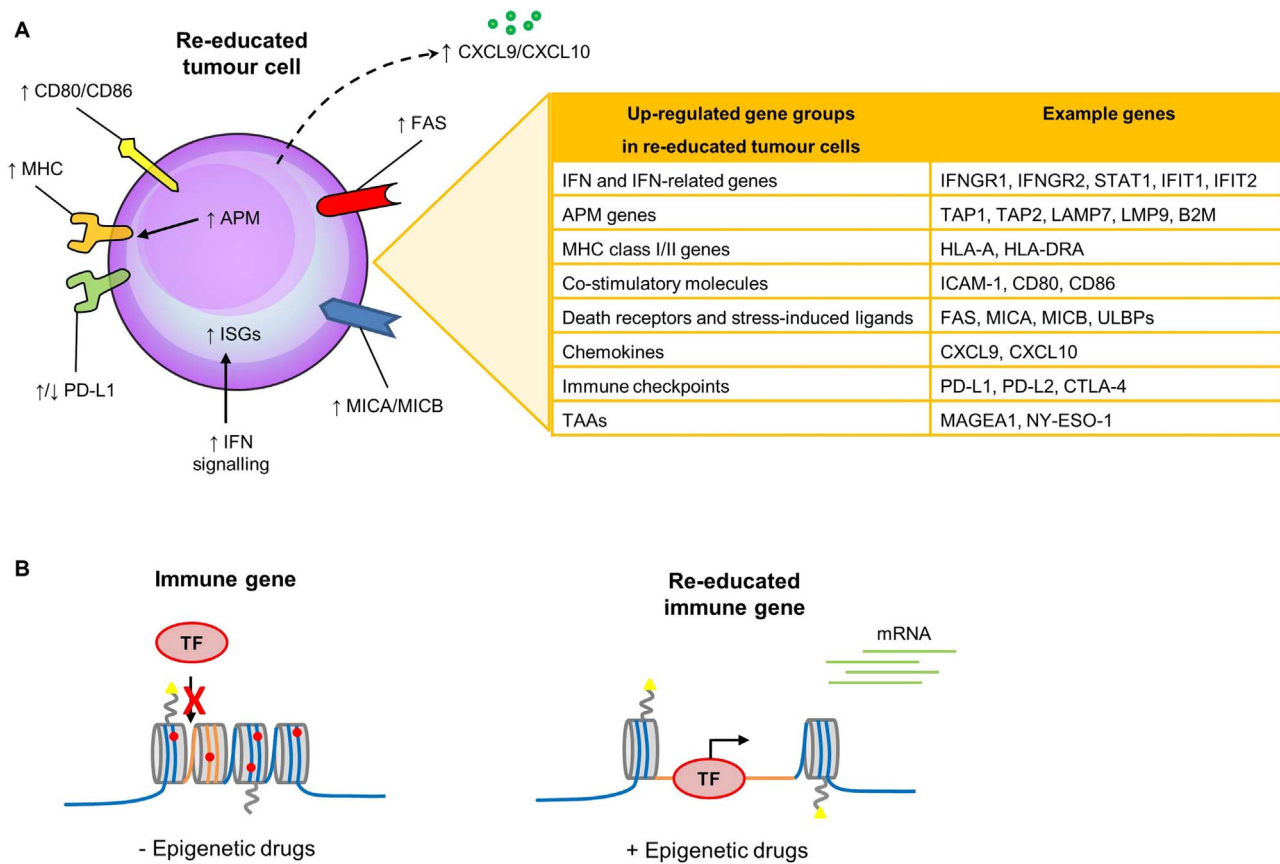 A
Re-educated
tumour cell
↑ CXCL9/CXCL10
↑ CD80/CD86
↑ FAS
↑ MHC
↑ APM
↑ ISGs
↑/↓ PD-L1
↑ MICA/MICB
↑ IFN
signalling
Up-regulated gene groups Example genes
in re-educated tumour cells
IFN and IFN-related genes IFNGR1, IFNGR2, STAT1, IFIT1, IFIT2
APM genes TAP1, TAP2, LAMP7, LMP9, B2M
MHC class I/II genes HLA-A, HLA-DRA
Co-stimulatory molecules ICAM-1, CD80, CD86
Death receptors and stress-induced ligands FAS, MICA, MICB, ULBPs
Chemokines CXCL9, CXCL10
Immune checkpoints PD-L1, PD-L2, CTLA-4
TAAs MAGEA1, NY-ESO-1
B
Immune gene
TF
X
- Epigenetic drugs
Re-educated
immune gene
mRNA
TF
+ Epigenetic drugs